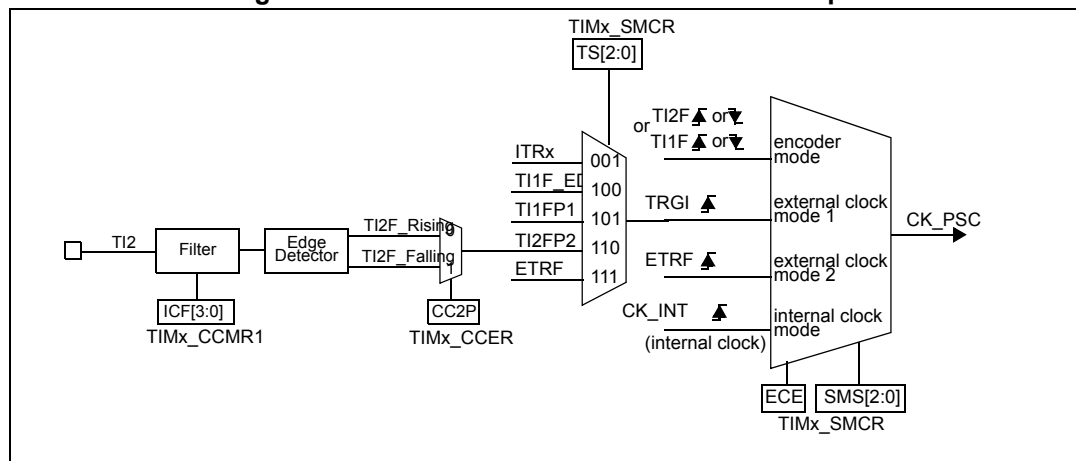 TIMx_SMCR
TS[2:0]
TI2F or
or
TI1F or
encoder
mode
ITRx
001
TI1F_ED
100
TI1FP1
101
TRGI
external clock
mode 1
CK_PSC
TI2
Filter
Edge
Detector
TI2F_Rising
0
TI2F_Falling
1
TI2FP2
110
ETRF
111
ETRF
external clock
mode 2
ICF[3:0]
TIMx_CCMR1
CC2P
TIMx_CCER
CK_INT
(internal clock)
internal clock
mode
ECE
SMS[2:0]
TIMx_SMCR